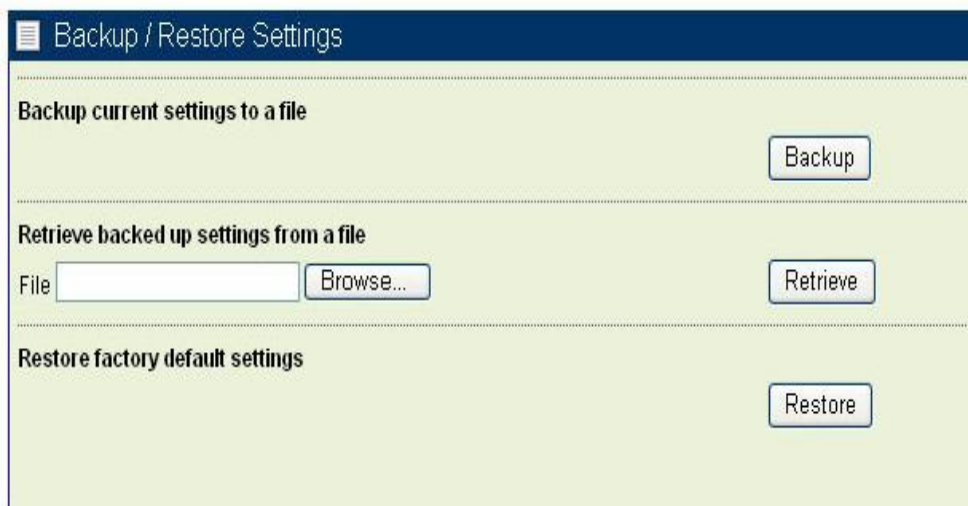 Backup / Restore Settings
Backup current settings to a file
Backup
Retrieve backed up settings from a file
File Browse... Retrieve
Restore factory default settings
Restore